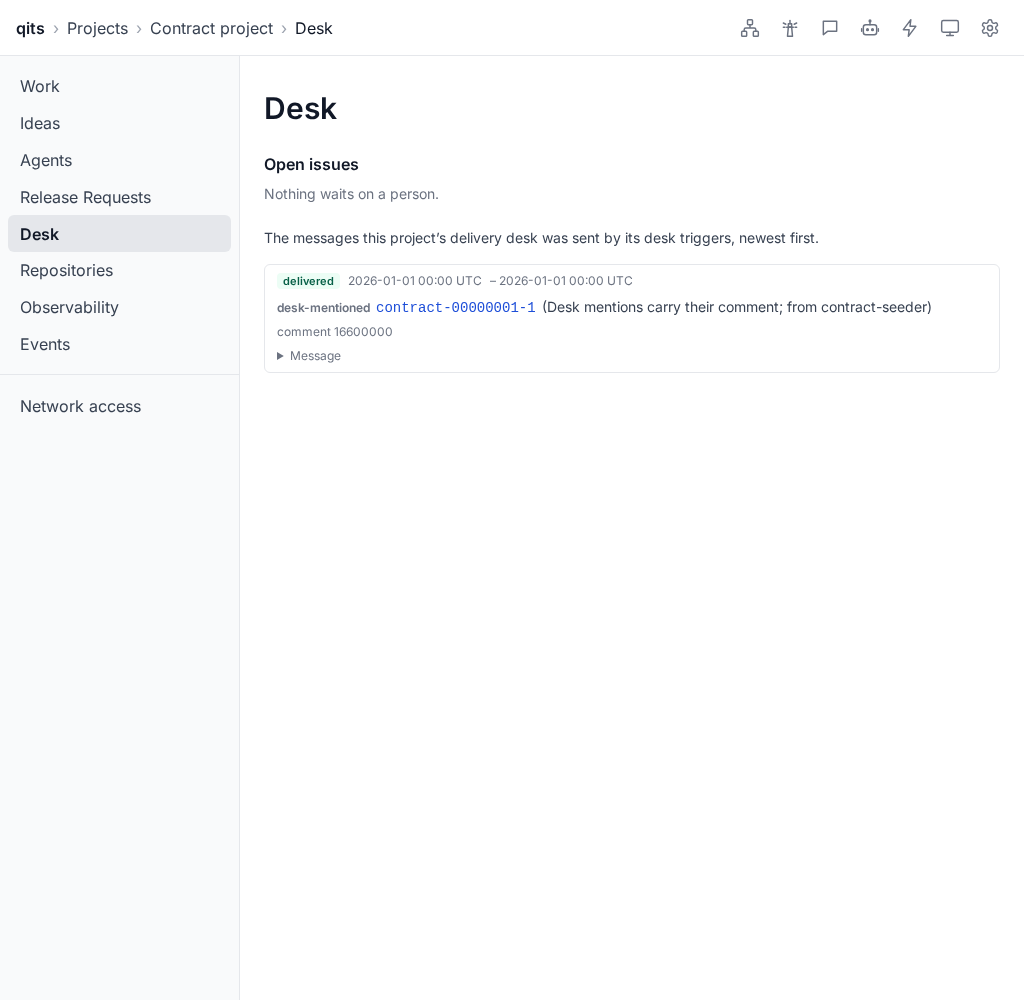 qits › Projects › Contract project › Desk
Work
Ideas
Agents
Release Requests
Desk
Repositories
Observability
Events
Network access
Desk
Open issues
Nothing waits on a person.
The messages this project’s delivery desk was sent by its desk triggers, newest first.
delivered 2026-01-01 00:00 UTC – 2026-01-01 00:00 UTC
desk-mentioned contract-00000001-1 (Desk mentions carry their comment; from contract-seeder)
comment 16600000
Message